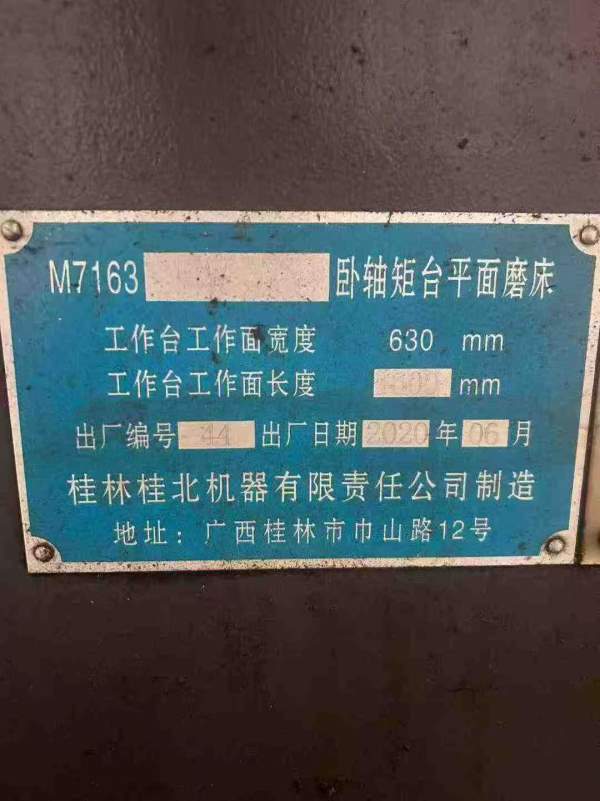 M7163 卧轴矩台平面磨床
工作台工作面宽度 630 mm
工作台工作面长度 mm
出厂编号 44 出厂日期 2020 年 06 月
桂林桂北机器有限责任公司制造
地址：广西桂林市巾山路12号